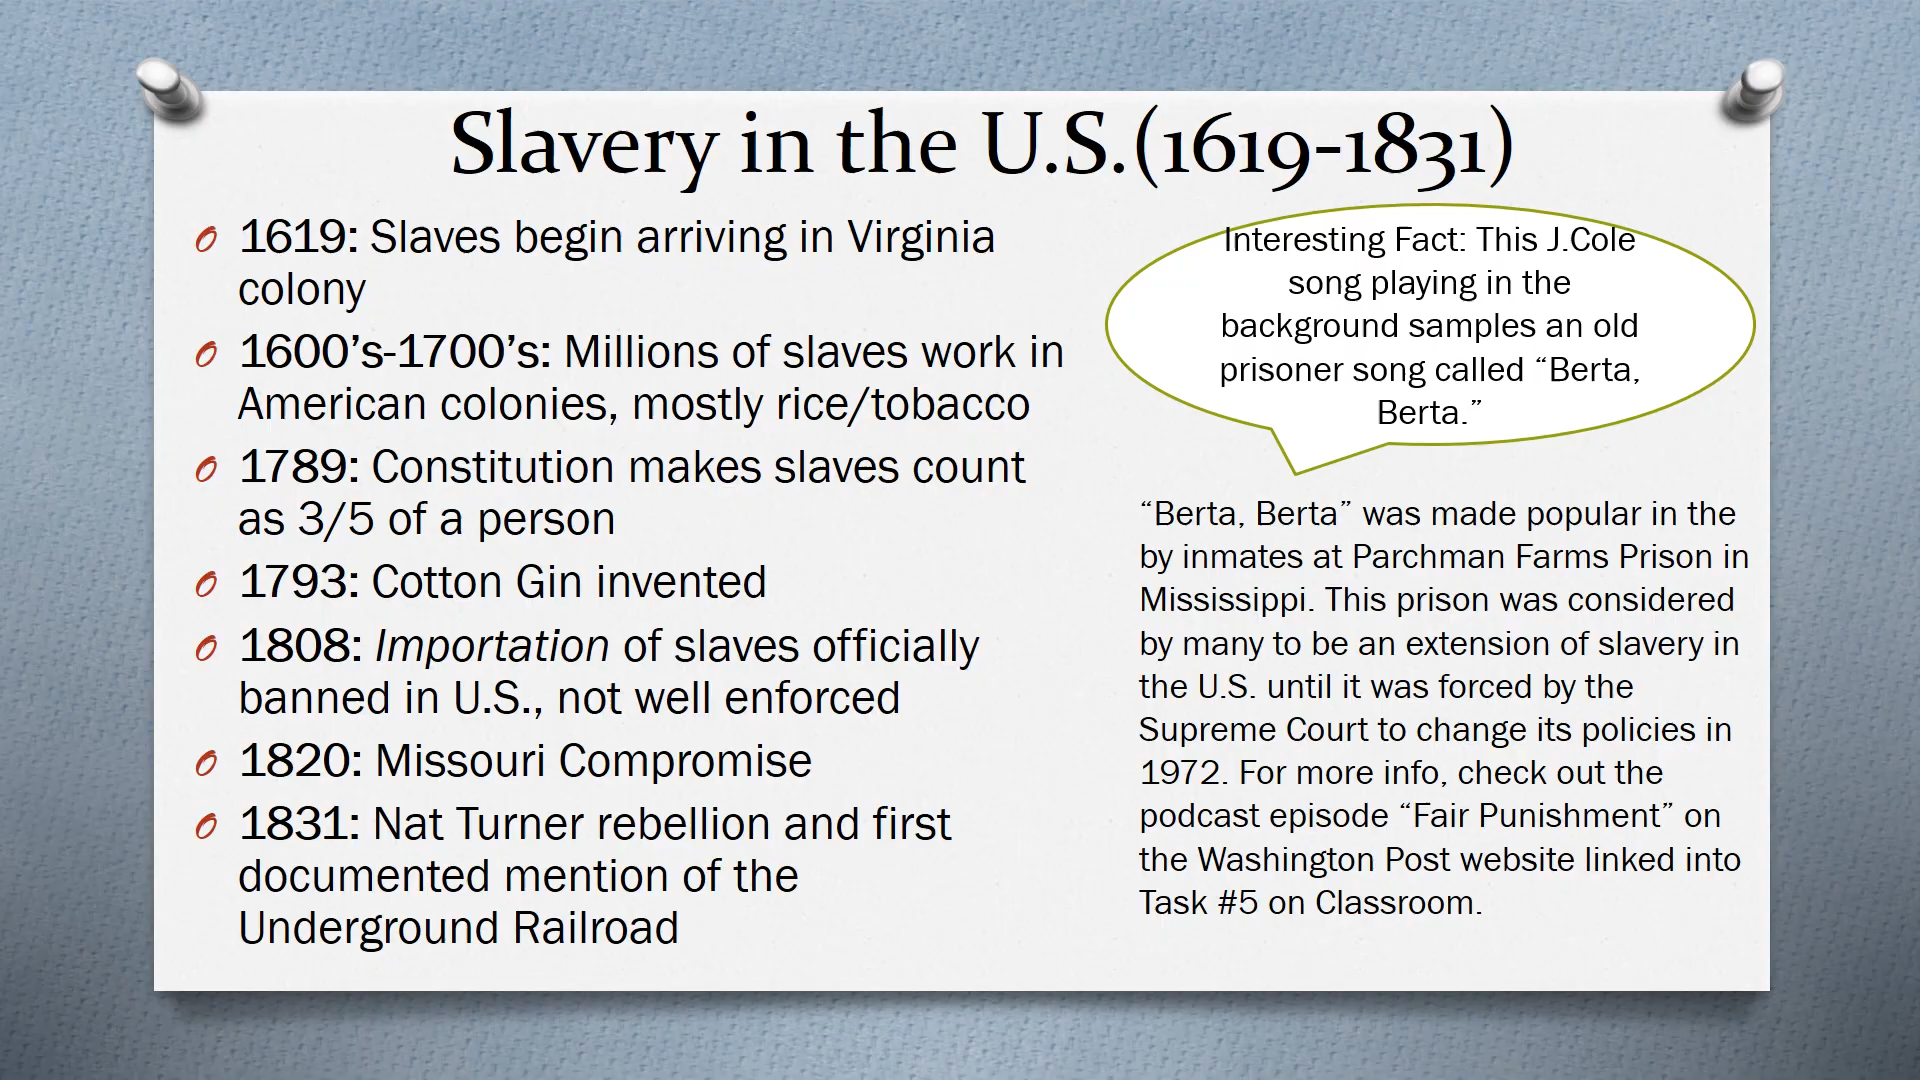 Slavery in the U.S.(1619-1831)
1619: Slaves begin arriving in Virginia
colony
1600’s-1700’s: Millions of slaves work in
American colonies, mostly rice/tobacco
1789: Constitution makes slaves count
as 3/5 of a person
1793: Cotton Gin invented
1808: Importation of slaves officially
banned in U.S., not well enforced
1820: Missouri Compromise
1831: Nat Turner rebellion and first
documented mention of the
Underground Railroad
Interesting Fact: This J.Cole
song playing in the
background samples an old
prisoner song called “Berta,
Berta.”
“Berta, Berta” was made popular in the
by inmates at Parchman Farms Prison in
Mississippi. This prison was considered
by many to be an extension of slavery in
the U.S. until it was forced by the
Supreme Court to change its policies in
1972. For more info, check out the
podcast episode “Fair Punishment” on
the Washington Post website linked into
Task #5 on Classroom.